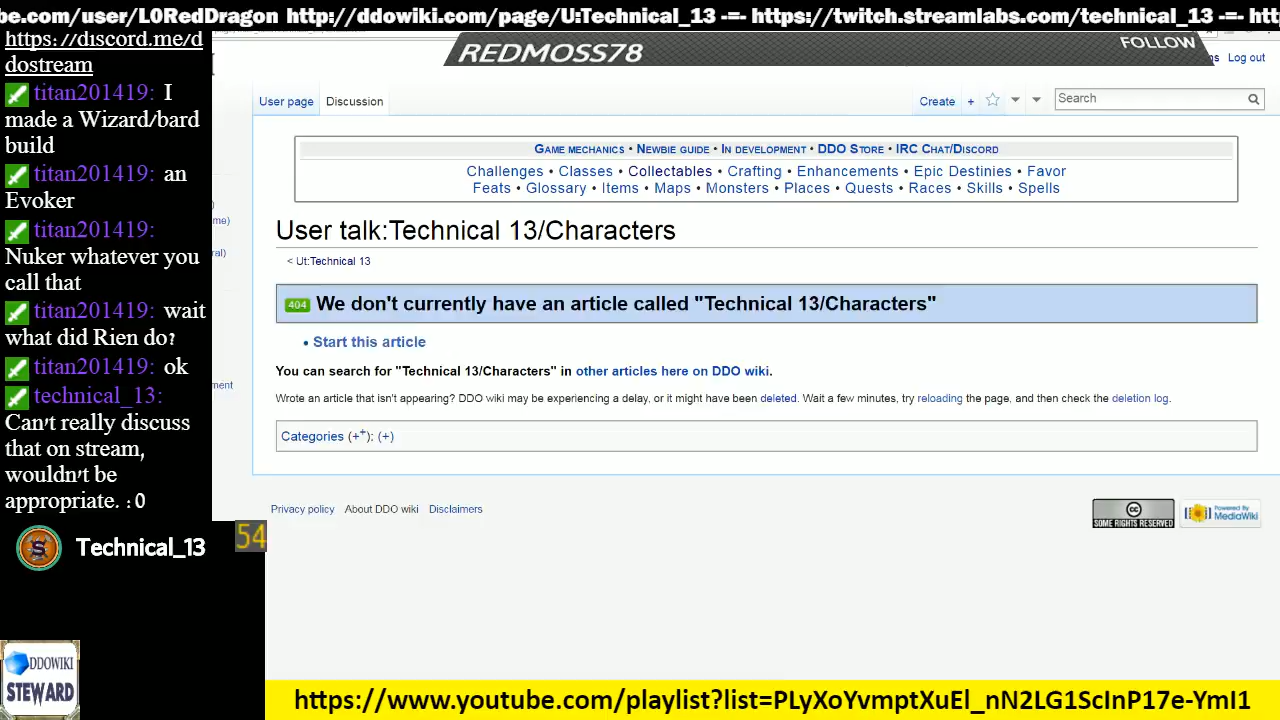 be.com/user/L0RedDragon http://ddowiki.com/page/U:Technical_13 -=- https://twitch.streamlabs.com/technical_13 -=- htt
https://discord.me/d
dostream
titan201419: I
made a Wizard/bard
build
titan201419: an
Evoker
titan201419:
Nuker whatever you
call that
titan201419: wait
what did Rien do?
titan201419: ok
technical_13:
Can't really discuss
that on stream,
wouldn't be
appropriate. :0
Technical_13
54
DDOWIKI
STEWARD
REDMOSS78
FOLLOW
ns Log out
User page
Discussion
Create +
Search
Game mechanics • Newbie guide • In development • DDO Store • IRC Chat/Discord
Challenges • Classes • Collectables • Crafting • Enhancements • Epic Destinies • Favor
Feats • Glossary • Items • Maps • Monsters • Places • Quests • Races • Skills • Spells
me)
ral)
ment
User talk:Technical 13/Characters
< Ut:Technical 13
404 We don't currently have an article called "Technical 13/Characters"
• Start this article
You can search for "Technical 13/Characters" in other articles here on DDO wiki.
Wrote an article that isn't appearing? DDO wiki may be experiencing a delay, or it might have been deleted. Wait a few minutes, try reloading the page, and then check the deletion log.
Categories (++): (+)
Privacy policy About DDO wiki Disclaimers
cc
SOME RIGHTS RESERVED
Powered By
MediaWiki
https://www.youtube.com/playlist?list=PLyXoYvmptXuEl_nN2LG1ScInP17e-YmI1